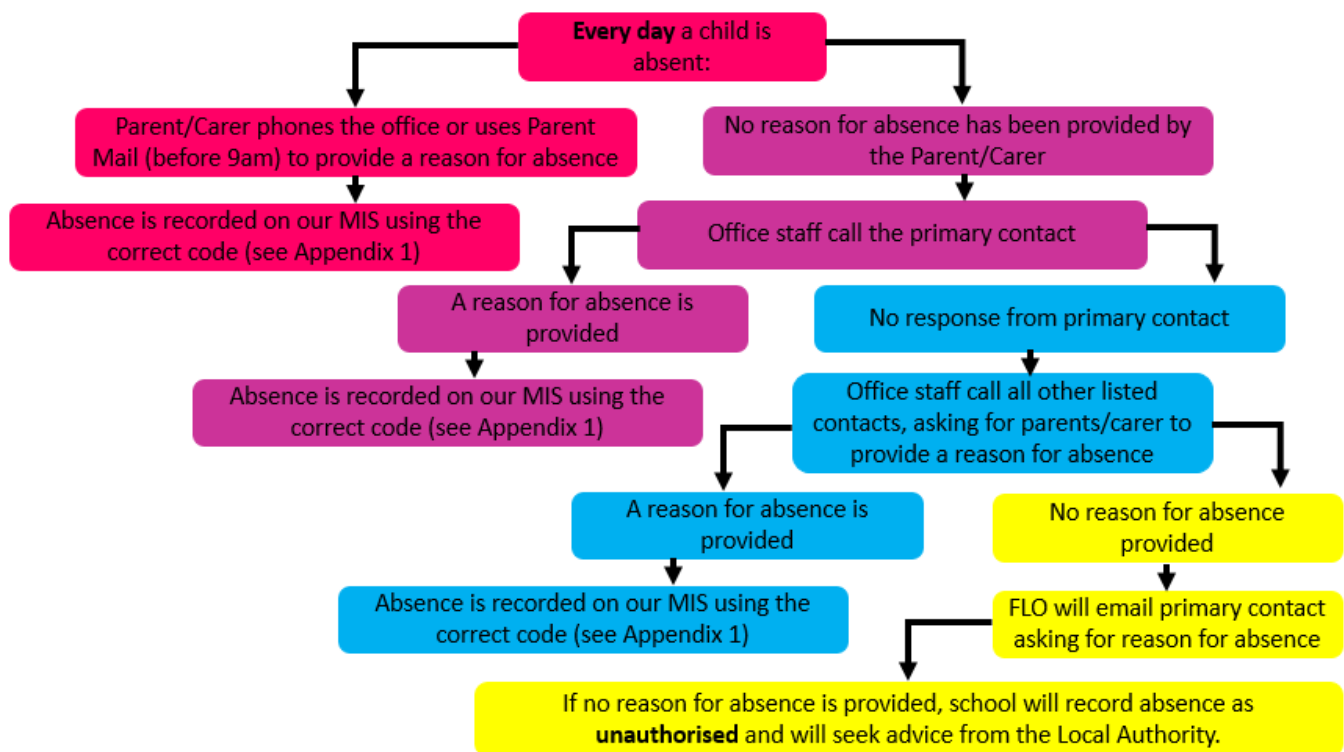 Every day a child is
absent:
Parent/Carer phones the office or uses Parent
Mail (before 9am) to provide a reason for absence
No reason for absence has been provided by
the Parent/Carer
Absence is recorded on our MIS using the
correct code (see Appendix 1)
Office staff call the primary contact
A reason for absence is
provided
No response from primary contact
Absence is recorded on our MIS using the
correct code (see Appendix 1)
Office staff call all other listed
contacts, asking for parents/carer to
provide a reason for absence
A reason for absence is
provided
No reason for absence
provided
Absence is recorded on our MIS using the
correct code (see Appendix 1)
FLO will email primary contact
asking for reason for absence
If no reason for absence is provided, school will record absence as
unauthorised and will seek advice from the Local Authority.